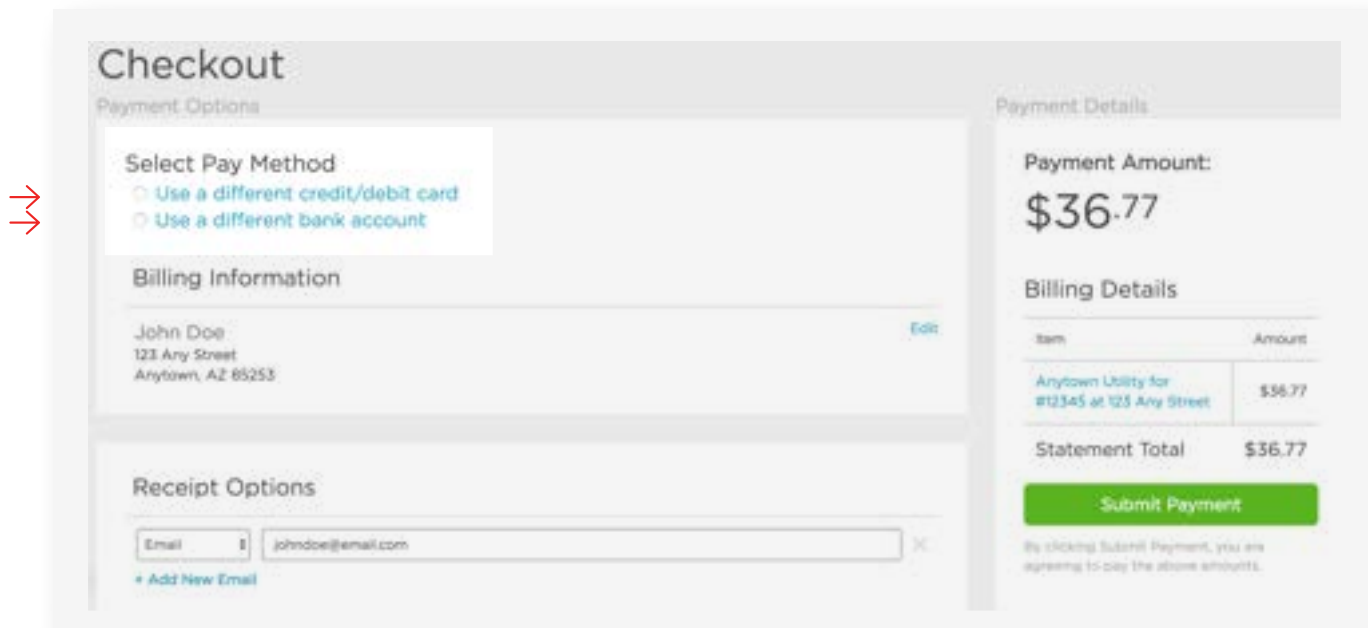 Checkout
Payment Options
Select Pay Method
Use a different credit/debit card
Use a different bank account
Billing Information
John Doe
Edit
123 Any Street
Anytown, AZ 85253
Receipt Options
Email
johndoe@email.com
+ Add New Email
Payment Details
Payment Amount:
$36.77
Billing Details
Item
Amount
Anytown Utility for
#12345 at 123 Any Street
$36.77
Statement Total
$36.77
Submit Payment
By clicking Submit Payment, you are
agreeing to pay the above amounts.